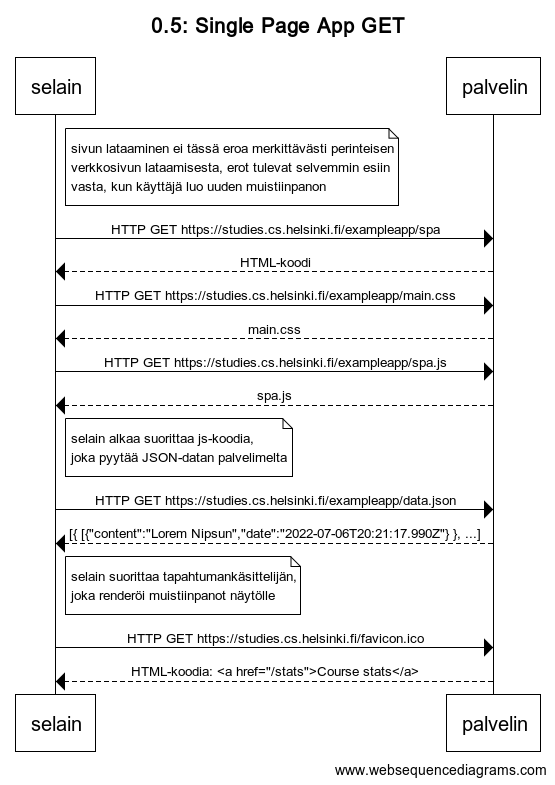 0.5: Single Page App GET
selain
palvelin
sivun lataaminen ei tässä eroa merkittävästi perinteisen
verkkosivun lataamisesta, erot tulevat selvemmin esiin
vasta, kun käyttäjä luo uuden muistiinpanon
HTTP GET https://studies.cs.helsinki.fi/exampleapp/spa
HTML-koodi
HTTP GET https://studies.cs.helsinki.fi/exampleapp/main.css
main.css
HTTP GET https://studies.cs.helsinki.fi/exampleapp/spa.js
spa.js
selain alkaa suorittaa js-koodia,
joka pyytää JSON-datan palvelimelta
HTTP GET https://studies.cs.helsinki.fi/exampleapp/data.json
[{ [{"content":"Lorem Nipsun","date":"2022-07-06T20:21:17.990Z"} }, ...]
selain suorittaa tapahtumankäsittelijän,
joka renderöi muistiinpanot näytölle
HTTP GET https://studies.cs.helsinki.fi/favicon.ico
HTML-koodia: <a href="/stats">Course stats</a>
selain
palvelin
www.websequencediagrams.com